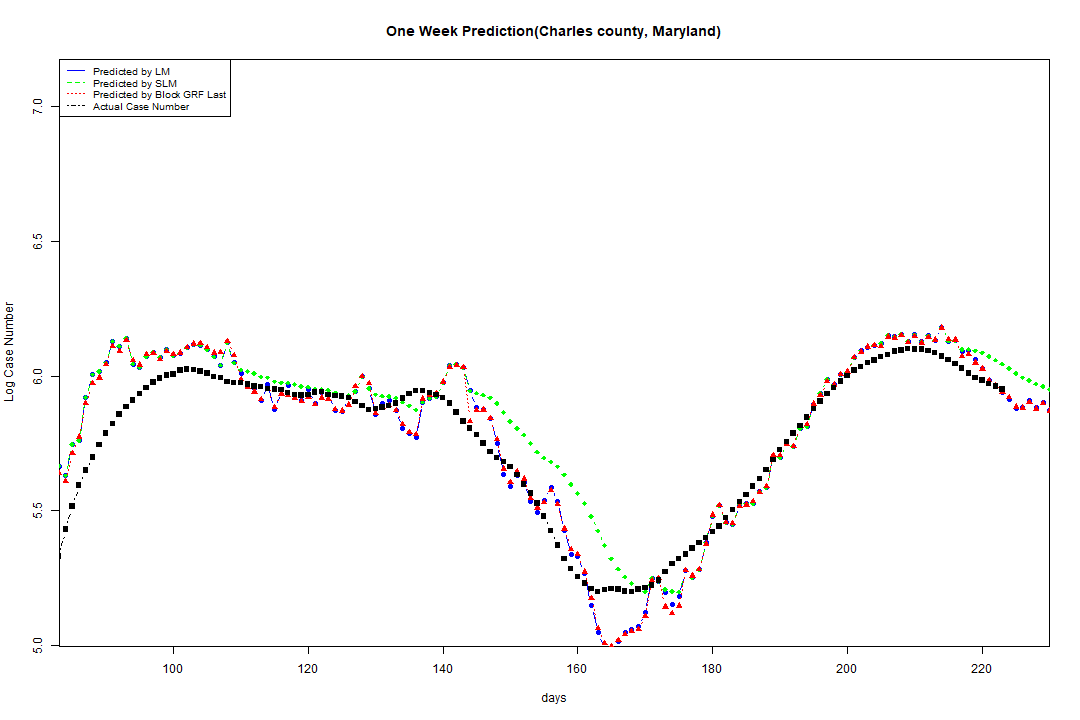 One Week Prediction(Charles county, Maryland)
Predicted by LM
Predicted by SLM
Predicted by Block GRF Last
Actual Case Number
7.0
6.5
6.0
5.5
5.0
Log Case Number
100 120 140 160 180 200 220
days